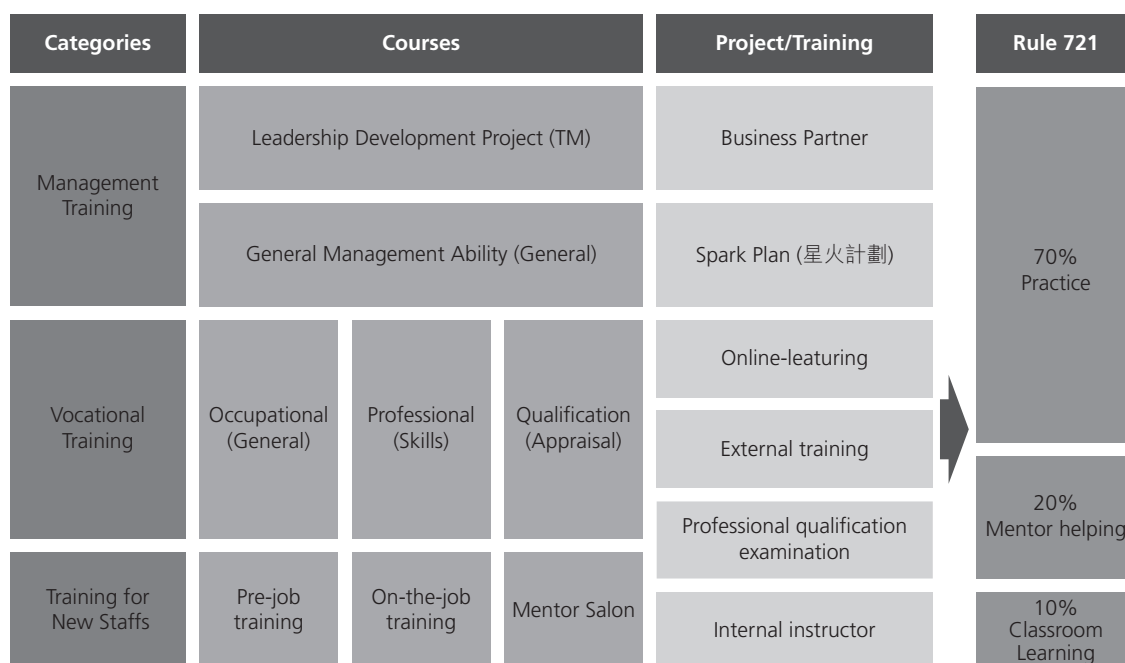 Categories
Courses
Project/Training
Rule 721
Management
Training
Leadership Development Project (TM)
Business Partner
General Management Ability (General)
Spark Plan (星火計劃)
70%
Practice
Vocational
Training
Occupational
(General)
Professional
(Skills)
Qualification
(Appraisal)
Online-leaturing
External training
Professional qualification
examination
20%
Mentor helping
Training for
New Staffs
Pre-job
training
On-the-job
training
Mentor Salon
Internal instructor
10%
Classroom
Learning